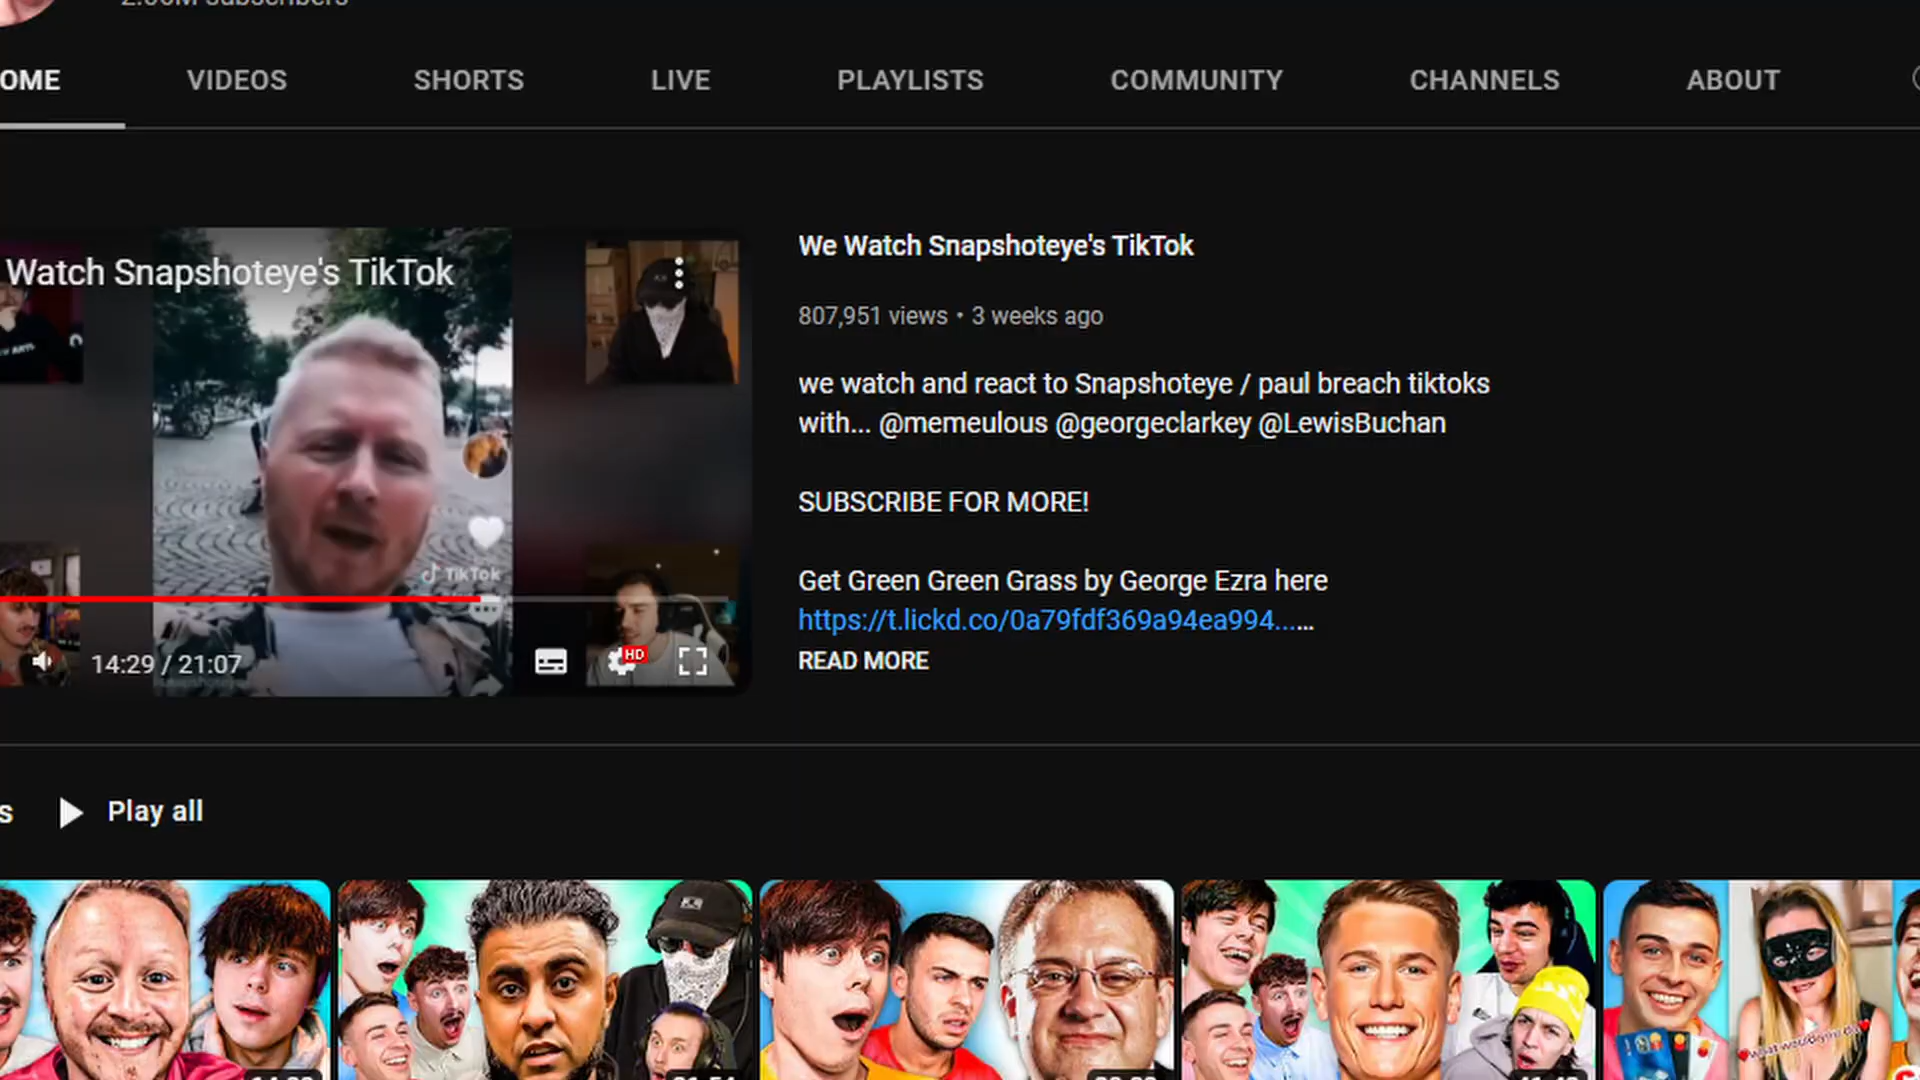 OME VIDEOS SHORTS LIVE PLAYLISTS COMMUNITY CHANNELS ABOUT
Watch Snapshoteye's TikTok
TikTok
14:29 / 21:07
HD
We Watch Snapshoteye's TikTok
807,951 views • 3 weeks ago
we watch and react to Snapshoteye / paul breach tiktoks
with... @memeulous @georgeclarkey @LewisBuchan
SUBSCRIBE FOR MORE!
Get Green Green Grass by George Ezra here
https://t.lickd.co/0a79fdf369a94ea994......
READ MORE
s Play all